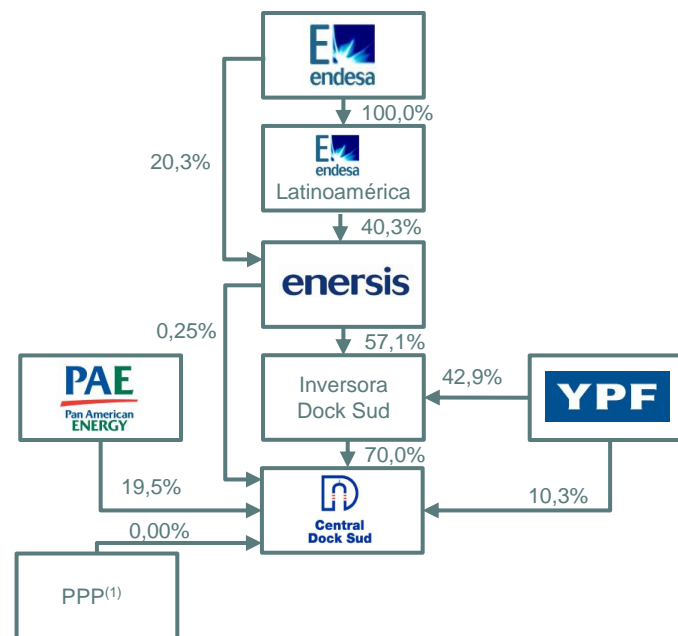 E
endesa
100,0%
20,3%
E
endesa
Latinoamérica
40,3%
enersis
0,25%
57,1%
PAE
Pan American
ENERGY
Inversora
Dock Sud
42,9%
YPF
70,0%
19,5%
10,3%
Central
Dock Sud
0,00%
PPP(1)